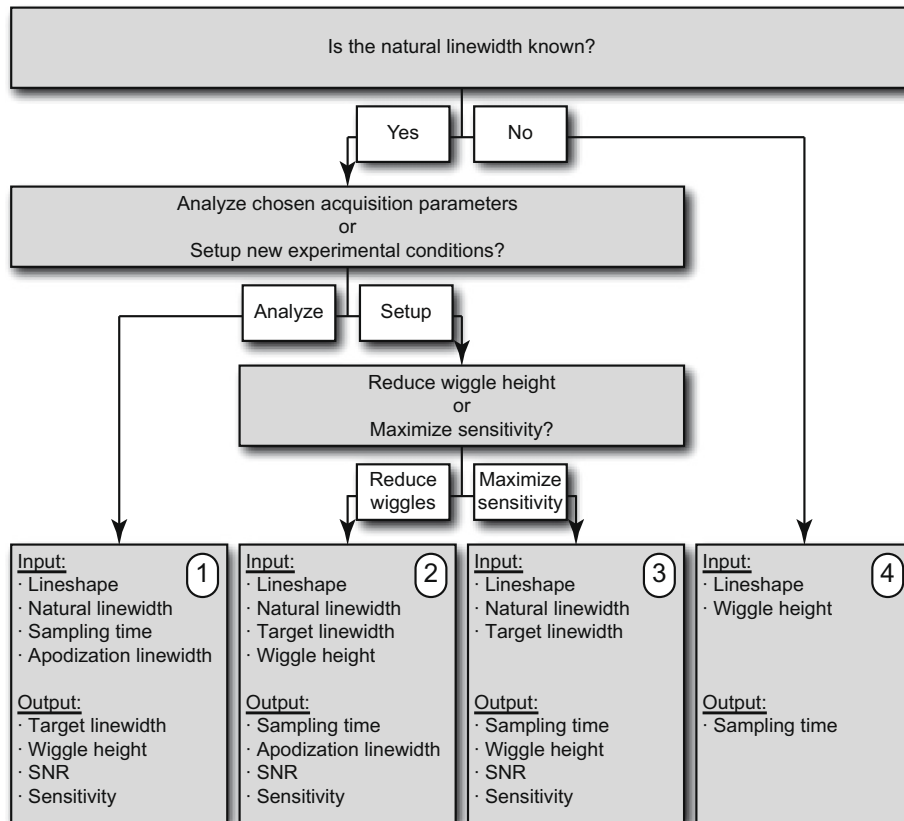 Is the natural linewidth known?
Yes
No
Analyze chosen acquisition parameters
or
Setup new experimental conditions?
Analyze
Setup
Reduce wiggle height
or
Maximize sensitivity?
Reduce
wiggles
Maximize
sensitivity
1
Input:
· Lineshape
· Natural linewidth
· Sampling time
· Apodization linewidth
Output:
· Target linewidth
· Wiggle height
· SNR
· Sensitivity
2
Input:
· Lineshape
· Natural linewidth
· Target linewidth
· Wiggle height
Output:
· Sampling time
· Apodization linewidth
· SNR
· Sensitivity
3
Input:
· Lineshape
· Natural linewidth
· Target linewidth
Output:
· Sampling time
· Wiggle height
· SNR
· Sensitivity
4
Input:
· Lineshape
· Wiggle height
Output:
· Sampling time